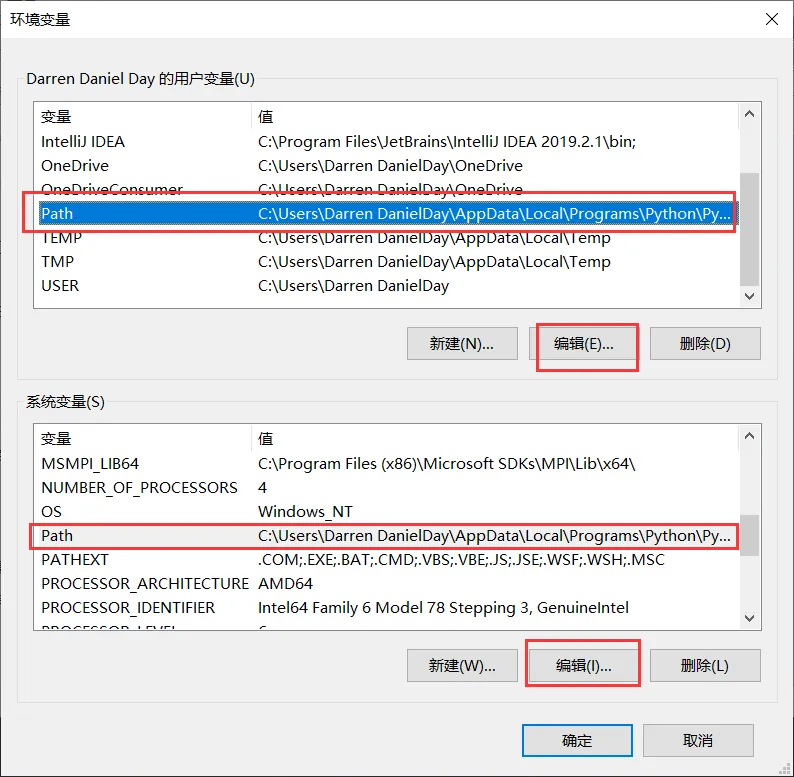 环境变量
Darren Daniel Day 的用户变量(U)
变量 值
IntelliJ IDEA C:\Program Files\JetBrains\IntelliJ IDEA 2019.2.1\bin;
OneDrive C:\Users\Darren DanielDay\OneDrive
OneDriveConsumer C:\Users\Darren DanielDay\OneDrive
Path C:\Users\Darren DanielDay\AppData\Local\Programs\Python\Py...
TEMP C:\Users\Darren DanielDay\AppData\Local\Temp
TMP C:\Users\Darren DanielDay\AppData\Local\Temp
USER C:\Users\Darren DanielDay
新建(N)... 编辑(E)... 删除(D)
系统变量(S)
变量 值
MSMPI_LIB64 C:\Program Files (x86)\Microsoft SDKs\MPI\Lib\x64\
NUMBER_OF_PROCESSORS 4
OS Windows_NT
Path C:\Users\Darren DanielDay\AppData\Local\Programs\Python\Py...
PATHEXT .COM;.EXE;.BAT;.CMD;.VBS;.VBE;.JS;.JSE;.WSF;.WSH;.MSC
PROCESSOR_ARCHITECTURE AMD64
PROCESSOR_IDENTIFIER Intel64 Family 6 Model 78 Stepping 3, GenuineIntel
PROCESSOR_LEVEL 6
新建(W)... 编辑(I)... 删除(L)
确定 取消